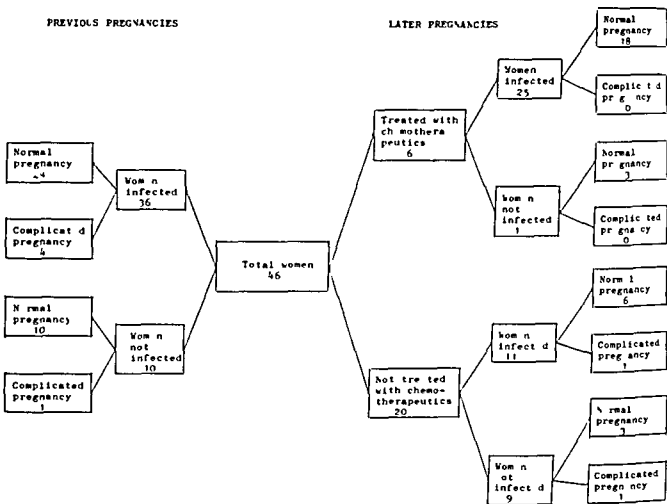 PREVIOUS PREGNANCIES
LATER PREGNANCIES
Normal
pregnancy
Complicat d
pregnancy
4
Wom n
infected
36
N rmal
pregnancy
10
Complicated
pregnancy
1
Wom n
not
infected
10
Total women
46
Treated with
ch mothera
peutics
6
Women
infected
25
Normal
pregnancy
18
Complic t d
pr g ncy
0
Wom n
not
infected
1
Normal
pr gnancy
3
Complic ted
pr gna cy
0
Not tre ted
with chemo-
therapeutics
20
Wom n
infect d
11
Norm l
pregnancy
6
Complicated
preg ancy
1
Wom n
ot
infect d
9
rmal
pregnancy
3
Complicated
pregn ncy
1